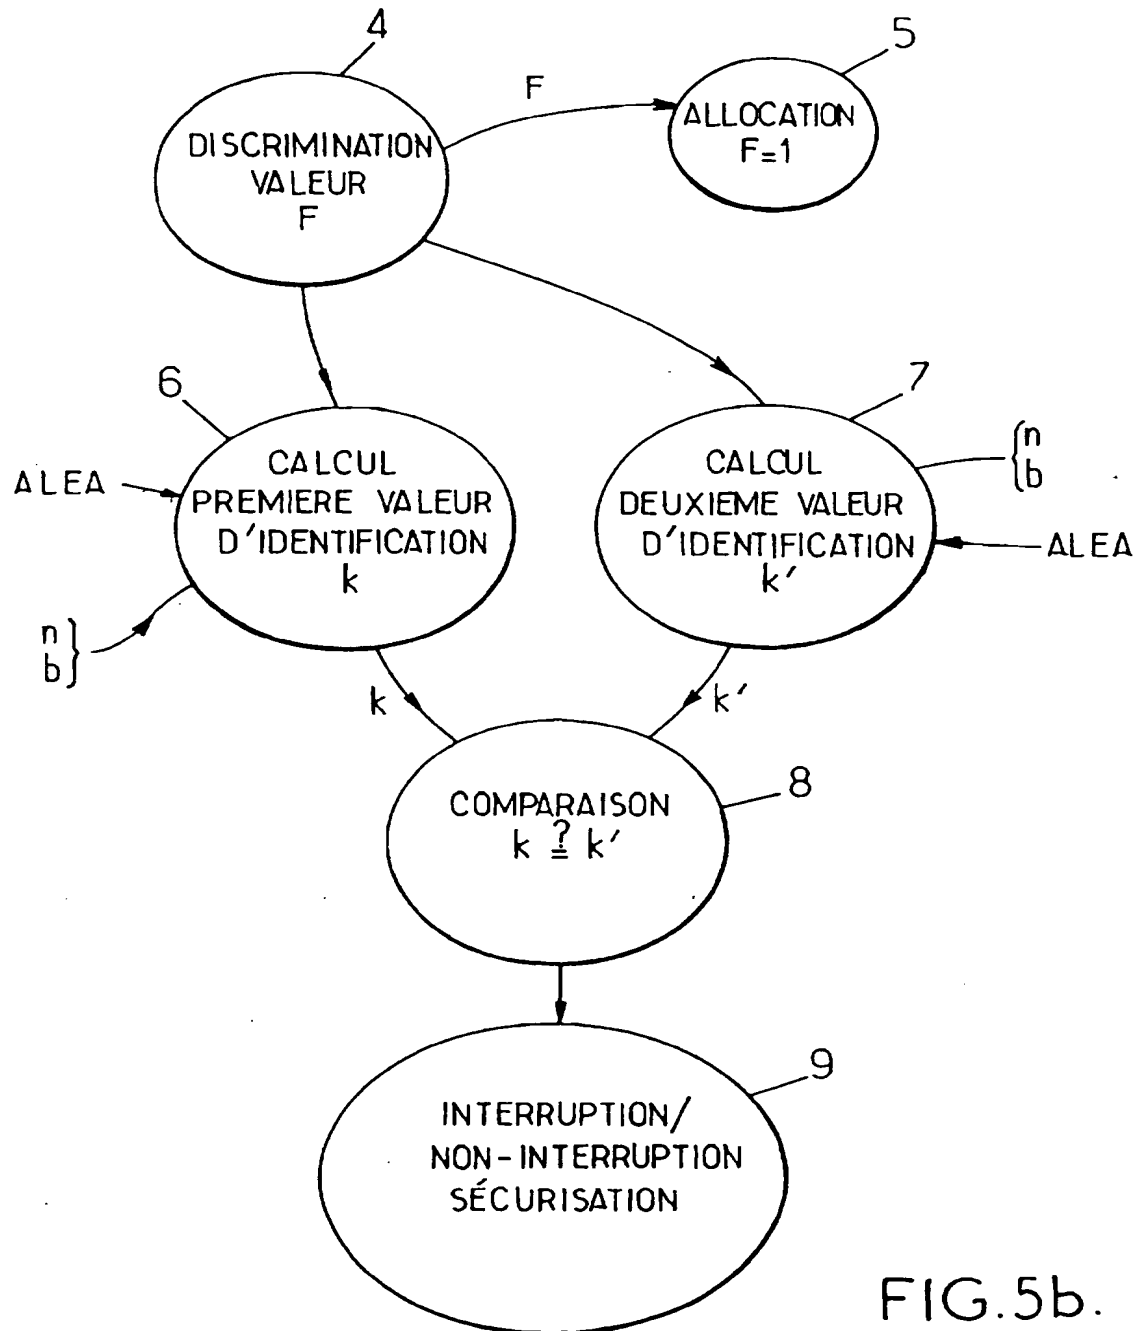 4
5
F
DISCRIMINATION
VALEUR
F
ALLOCATION
F=1
6
7
ALEA
CALCUL
PREMIERE VALEUR
D'IDENTIFICATION
k
CALCUL
DEUXIEME VALEUR
D'IDENTIFICATION
k'
{n
b
ALEA
n}
b
k
k'
8
COMPARAISON
k ≟ k'
9
INTERRUPTION/
NON-INTERRUPTION
SÉCURISATION
FIG.5b.